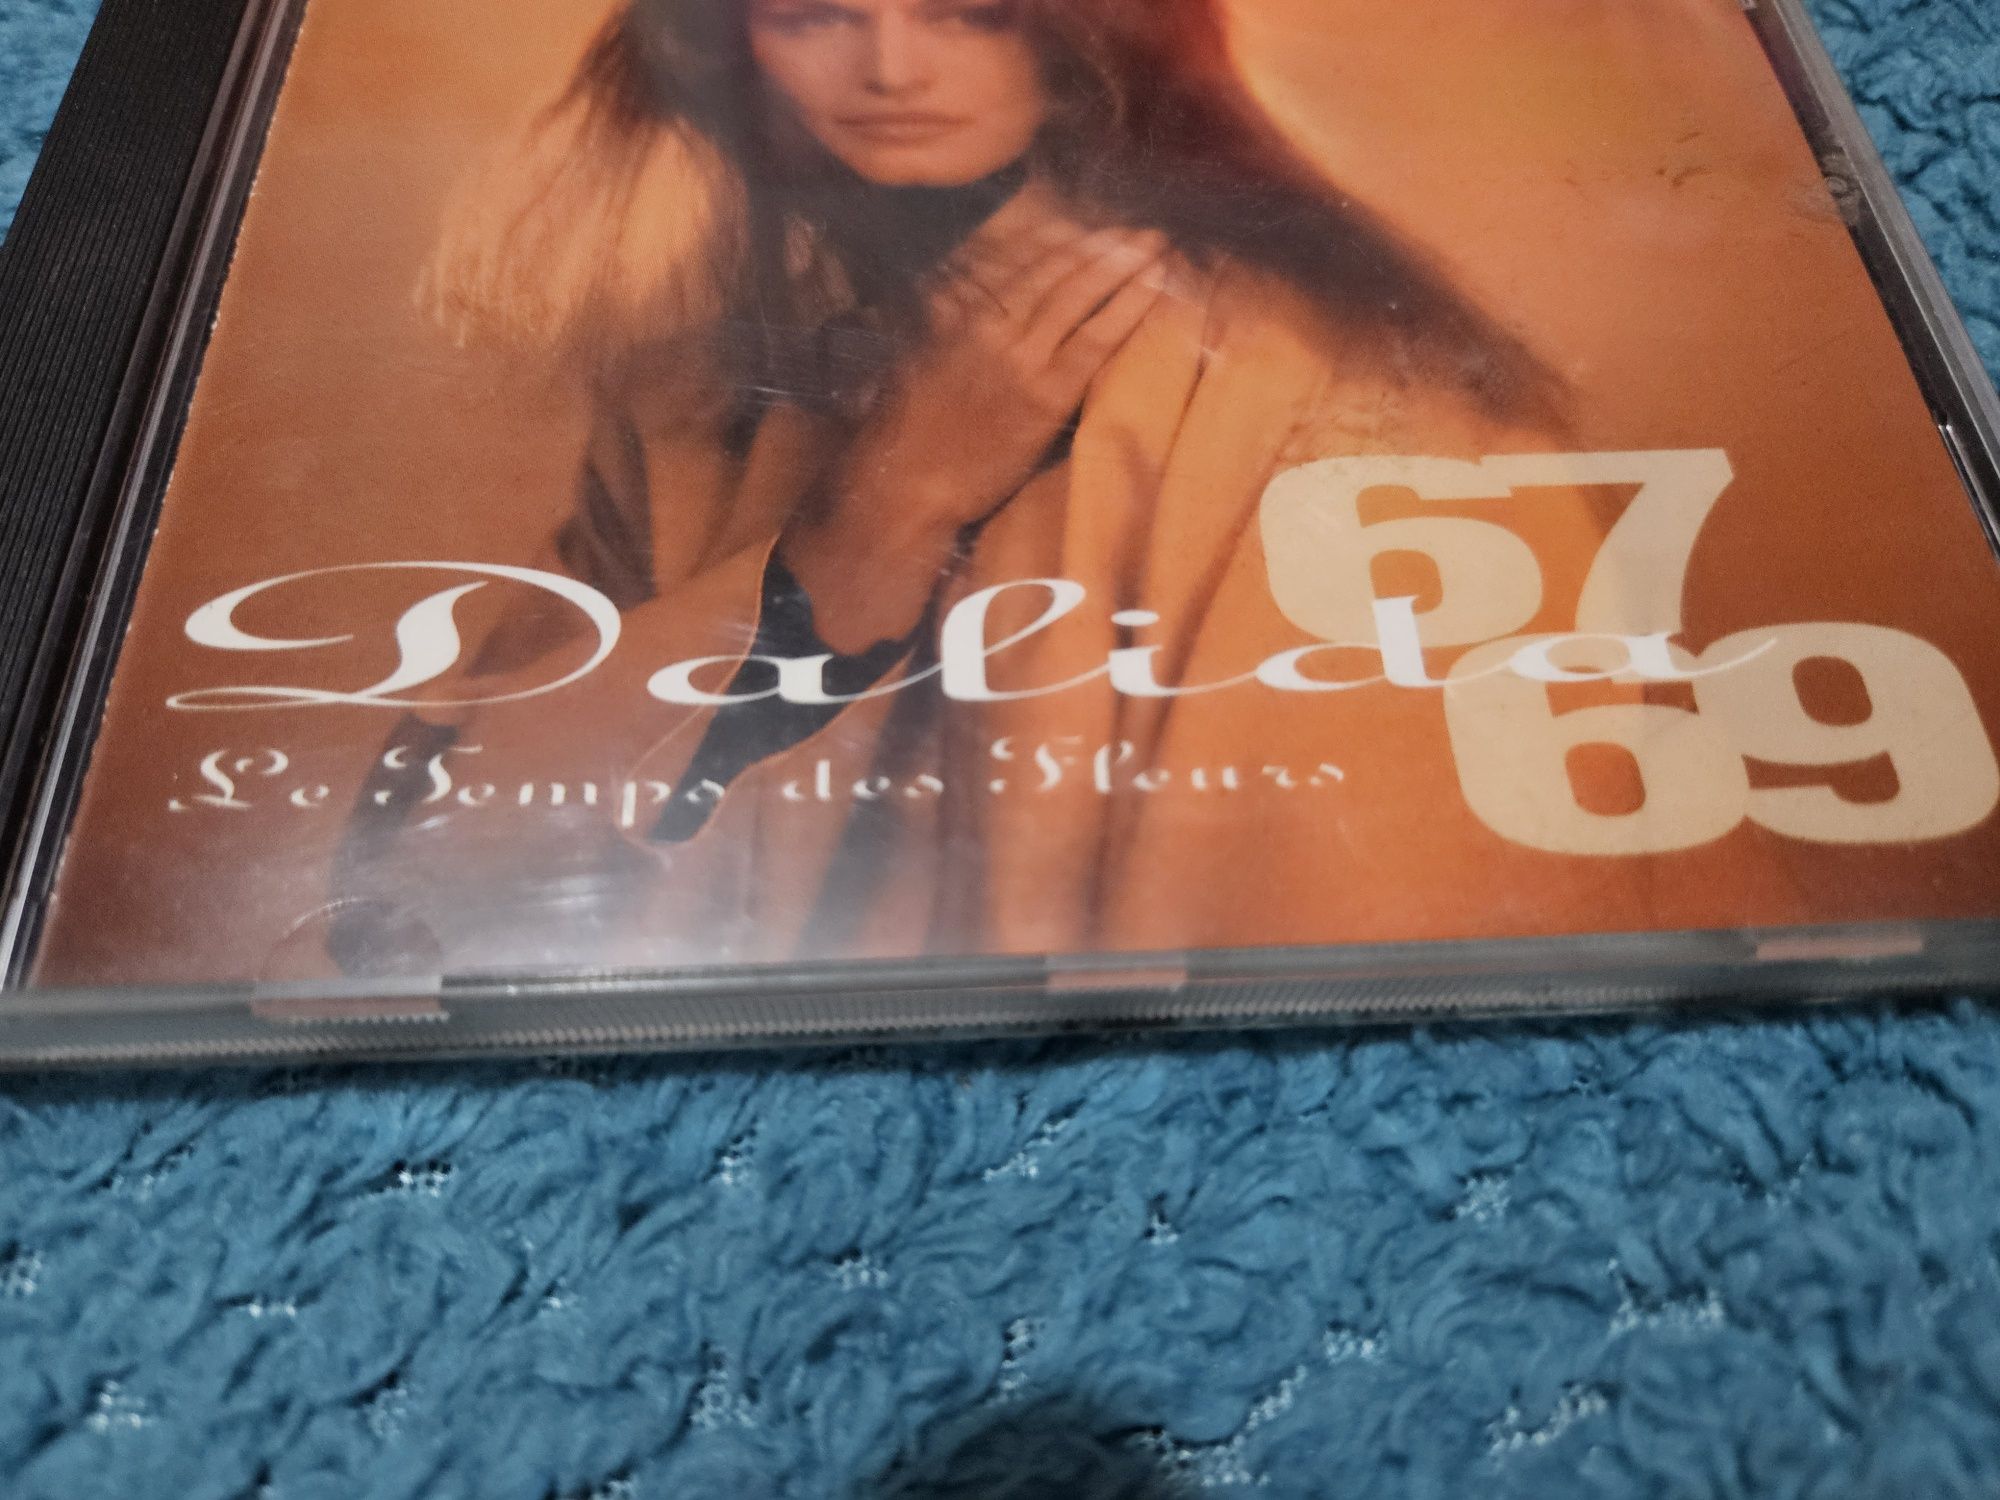 67
69
Dalida
Le Temps des Fleurs